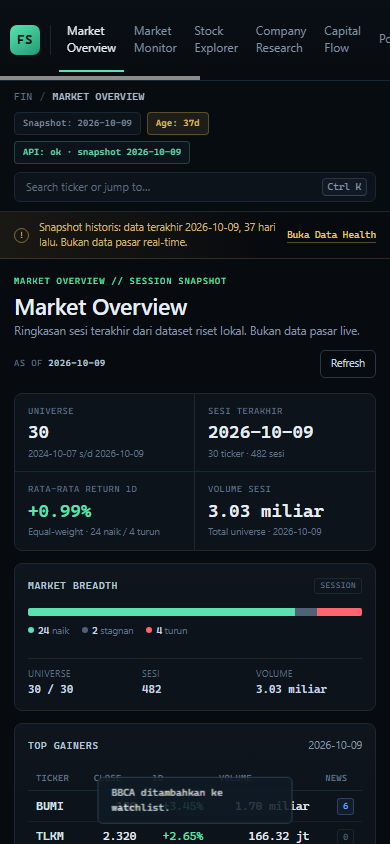 FS
Market Overview
Market Monitor
Stock Explorer
Company Research
Capital Flow
FIN / MARKET OVERVIEW
Snapshot: 2026-10-09
Age: 37d
API: ok · snapshot 2026-10-09
Search ticker or jump to...
Ctrl K
Snapshot historis: data terakhir 2026-10-09, 37 hari
lalu. Bukan data pasar real-time.
Buka Data Health
MARKET OVERVIEW // SESSION SNAPSHOT
Market Overview
Ringkasan sesi terakhir dari dataset riset lokal. Bukan data pasar live.
AS OF 2026-10-09
Refresh
UNIVERSE
30
2024-10-07 s/d 2026-10-09
SESI TERAKHIR
2026-10-09
30 ticker · 482 sesi
RATA-RATA RETURN 1D
+0.99%
Equal-weight · 24 naik / 4 turun
VOLUME SESI
3.03 miliar
Total universe · 2026-10-09
MARKET BREADTH
SESSION
24 naik
2 stagnan
4 turun
UNIVERSE
30 / 30
SESI
482
VOLUME
3.03 miliar
TOP GAINERS
2026-10-09
TICKER CLOSE 1D VOLUME NEWS
BUMI 1.70 miliar 6
BBCA ditambahkan ke
watchlist.
TLKM 2.320 +2.65% 166.32 jt 0